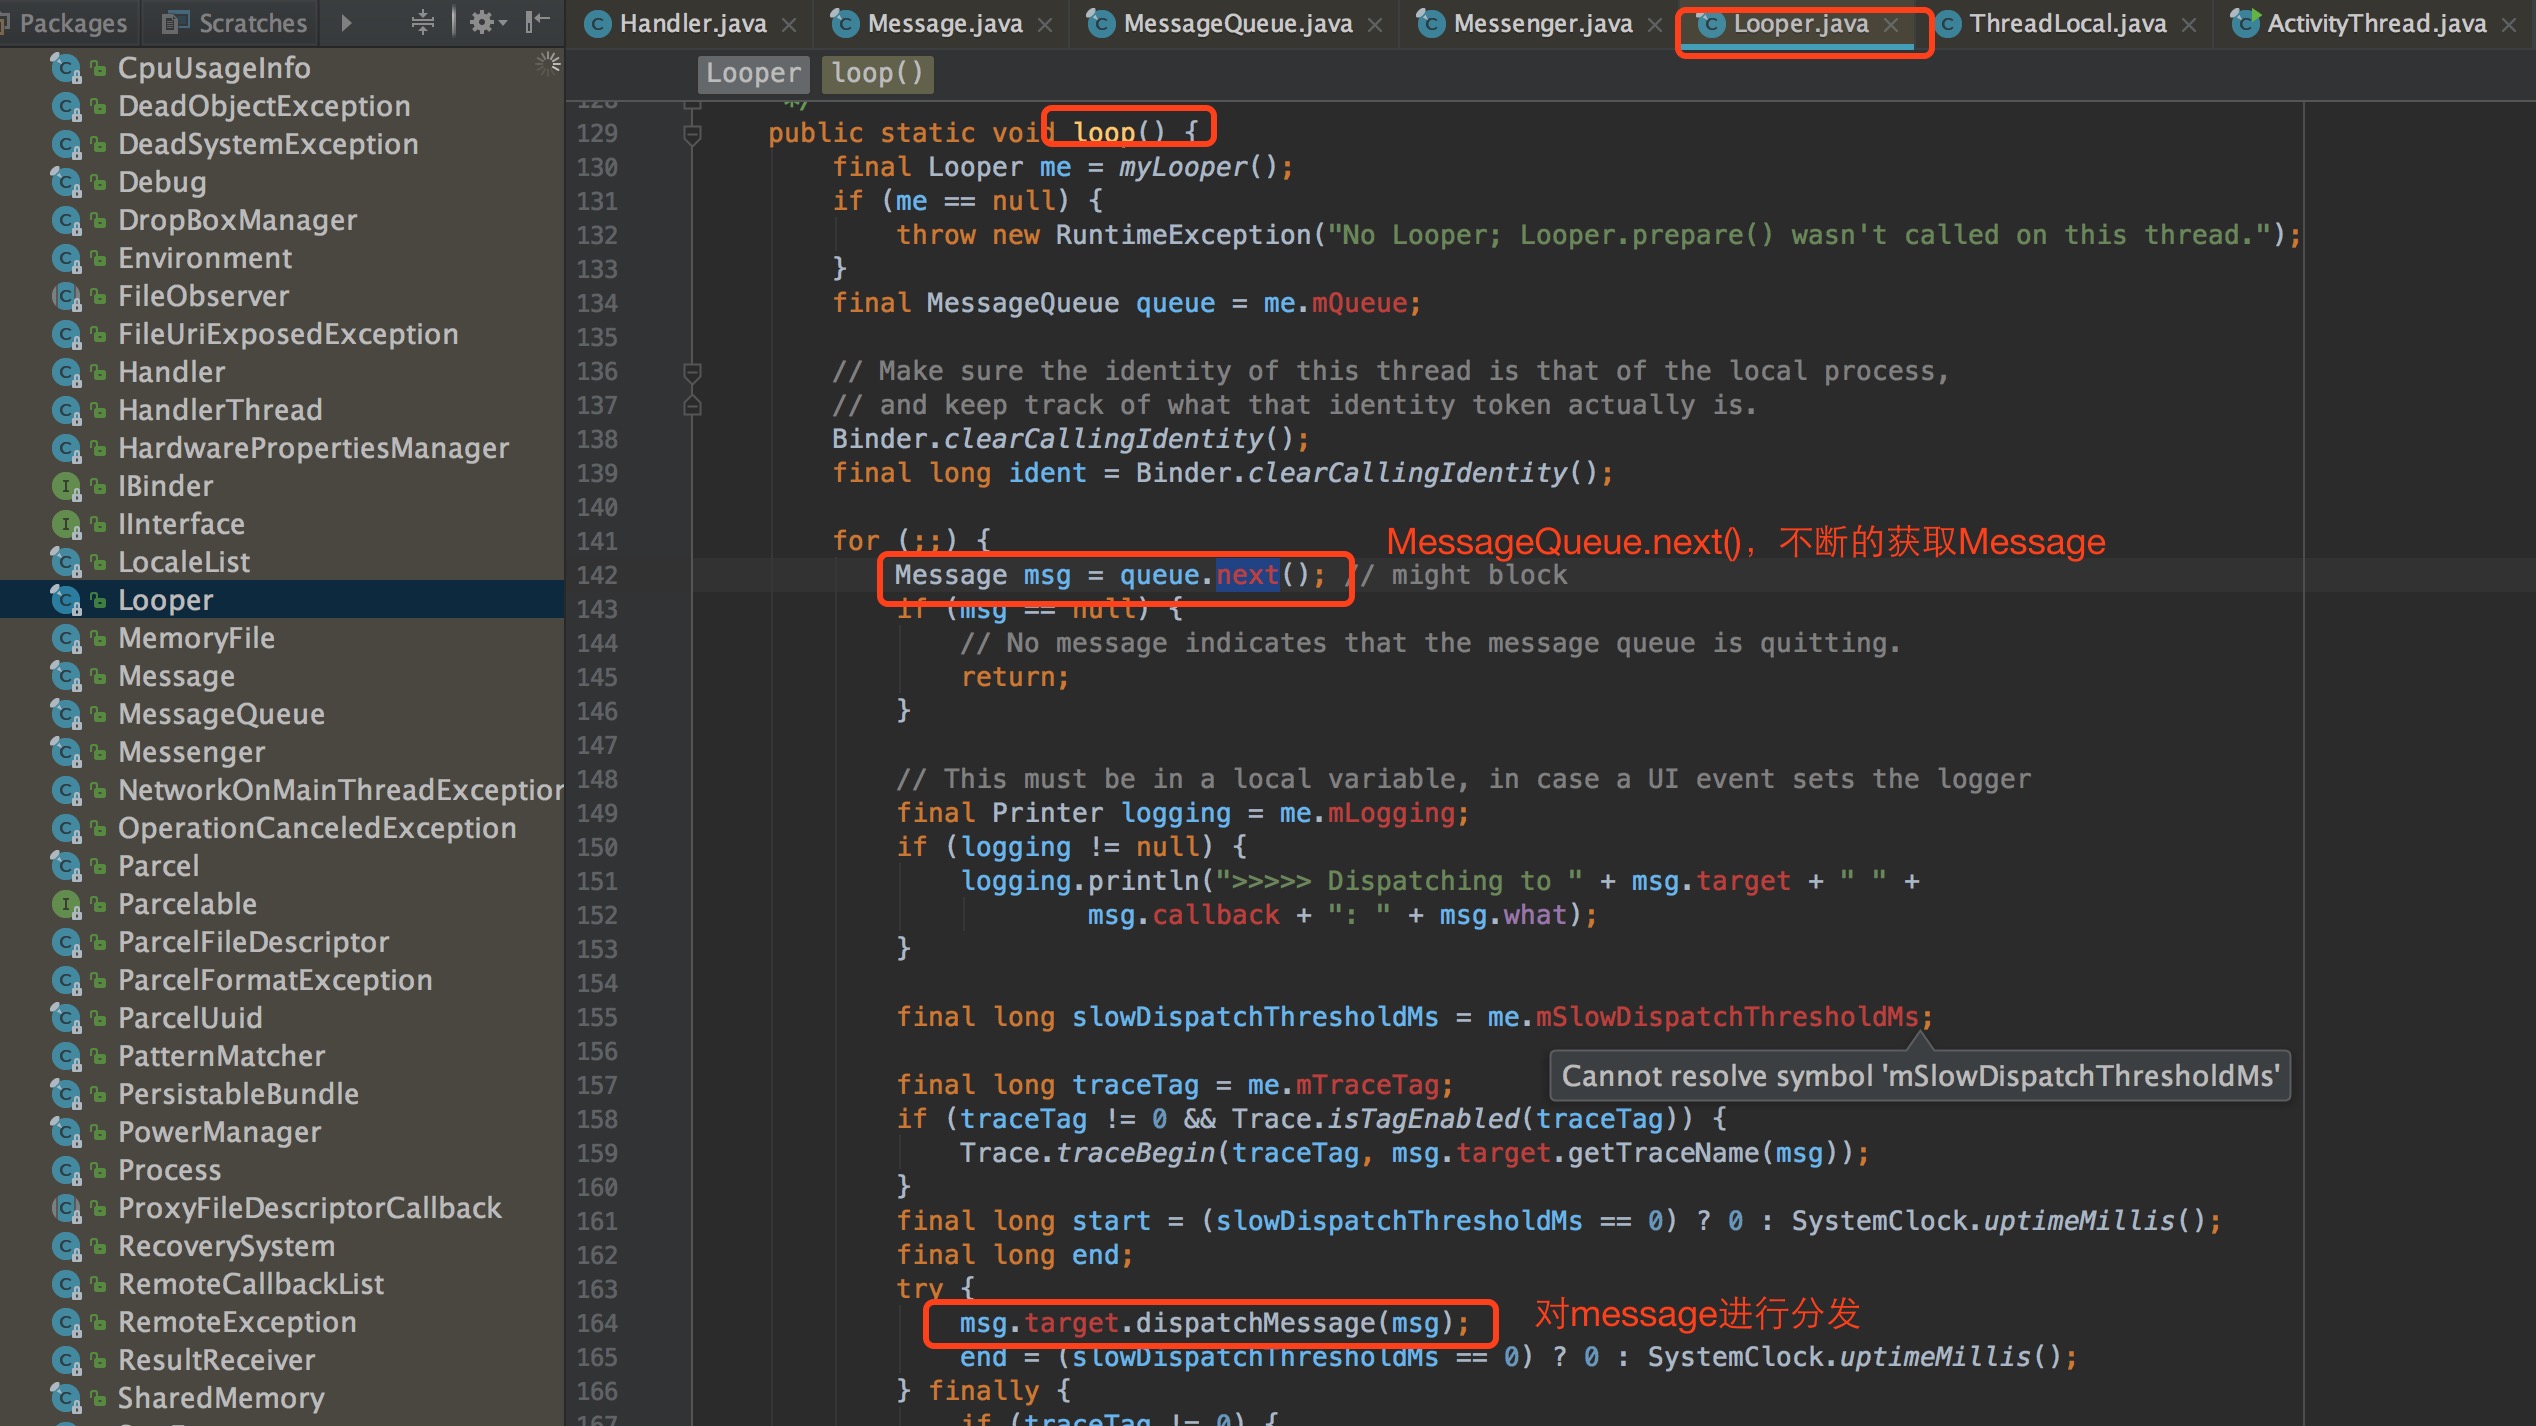 Packages
Scratches
Handler.java
Message.java
MessageQueue.java
Messenger.java
Looper.java
ThreadLocal.java
ActivityThread.java
Looper
loop()
CpuUsageInfo
DeadObjectException
DeadSystemException
Debug
DropBoxManager
Environment
FileObserver
FileUriExposedException
Handler
HandlerThread
HardwarePropertiesManager
IBinder
IInterface
LocaleList
Looper
MemoryFile
Message
MessageQueue
Messenger
NetworkOnMainThreadException
OperationCanceledException
Parcel
Parcelable
ParcelFileDescriptor
ParcelFormatException
ParcelUuid
PatternMatcher
PersistableBundle
PowerManager
Process
ProxyFileDescriptorCallback
RecoverySystem
RemoteCallbackList
RemoteException
ResultReceiver
SharedMemory
128 */
129 public static void loop() {
130 final Looper me = myLooper();
131 if (me == null) {
132 throw new RuntimeException("No Looper; Looper.prepare() wasn't called on this thread.");
133 }
134 final MessageQueue queue = me.mQueue;
135
136 // Make sure the identity of this thread is that of the local process,
137 // and keep track of what that identity token actually is.
138 Binder.clearCallingIdentity();
139 final long ident = Binder.clearCallingIdentity();
140
141 for (;;) {
MessageQueue.next()，不断的获取Message
142 Message msg = queue.next(); // might block
143 if (msg == null) {
144 // No message indicates that the message queue is quitting.
145 return;
146 }
147
148 // This must be in a local variable, in case a UI event sets the logger
149 final Printer logging = me.mLogging;
150 if (logging != null) {
151 logging.println(">>>>> Dispatching to " + msg.target + " " +
152 msg.callback + ": " + msg.what);
153 }
154
155 final long slowDispatchThresholdMs = me.mSlowDispatchThresholdMs;
156
Cannot resolve symbol 'mSlowDispatchThresholdMs'
157 final long traceTag = me.mTraceTag;
158 if (traceTag != 0 && Trace.isTagEnabled(traceTag)) {
159 Trace.traceBegin(traceTag, msg.target.getTraceName(msg));
160 }
161 final long start = (slowDispatchThresholdMs == 0) ? 0 : SystemClock.uptimeMillis();
162 final long end;
163 try {
164 msg.target.dispatchMessage(msg);
对message进行分发
165 end = (slowDispatchThresholdMs == 0) ? 0 : SystemClock.uptimeMillis();
166 } finally {
167 if (traceTag != 0) {